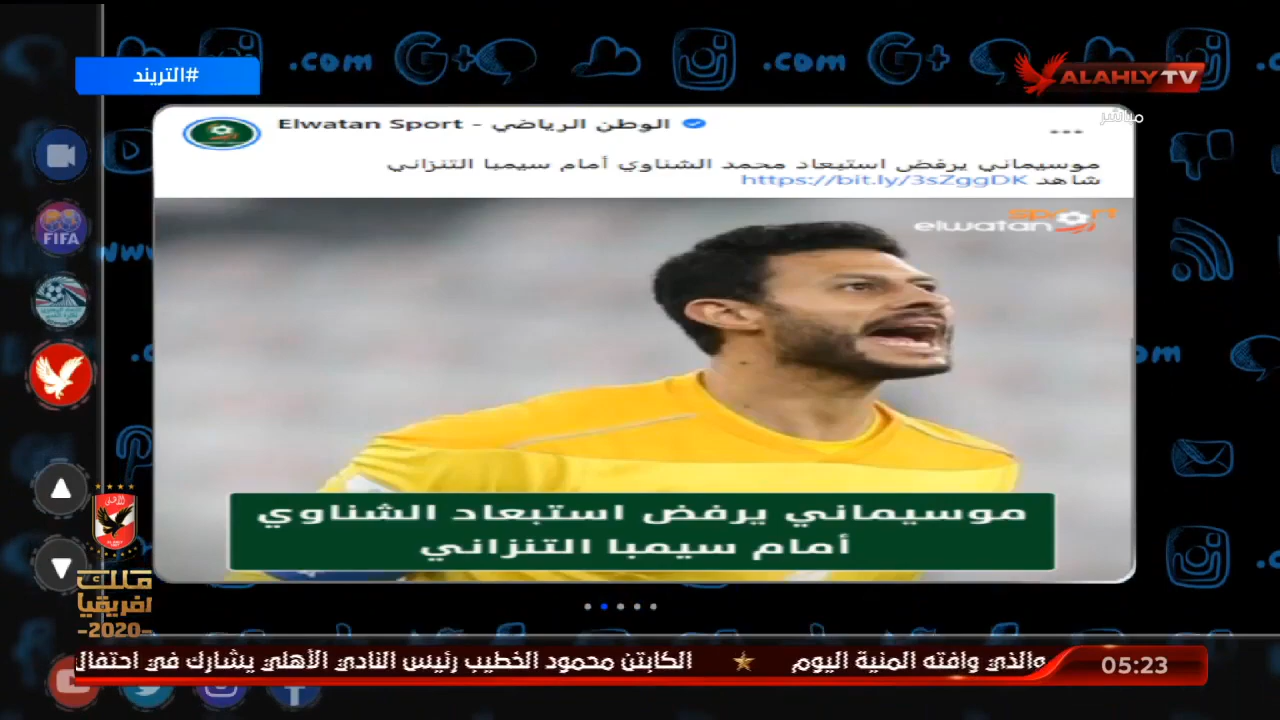 #التريند
.com
G+
.com
G+
ALAHLY TV
مباشر
Elwatan Sport - الوطن الرياضي
موسيماني يرفض استبعاد محمد الشناوي أمام سيمبا التنزاني
شاهد https://bit.ly/3sZggDK
sport
elwatan
FIFA
موسيماني يرفض استبعاد الشناوي
أمام سيمبا التنزاني
ملك
افريقيا
-2020-
والذي وافته المنية اليوم ★ الكابتن محمود الخطيب رئيس النادي الأهلي يشارك في احتفال
05:23